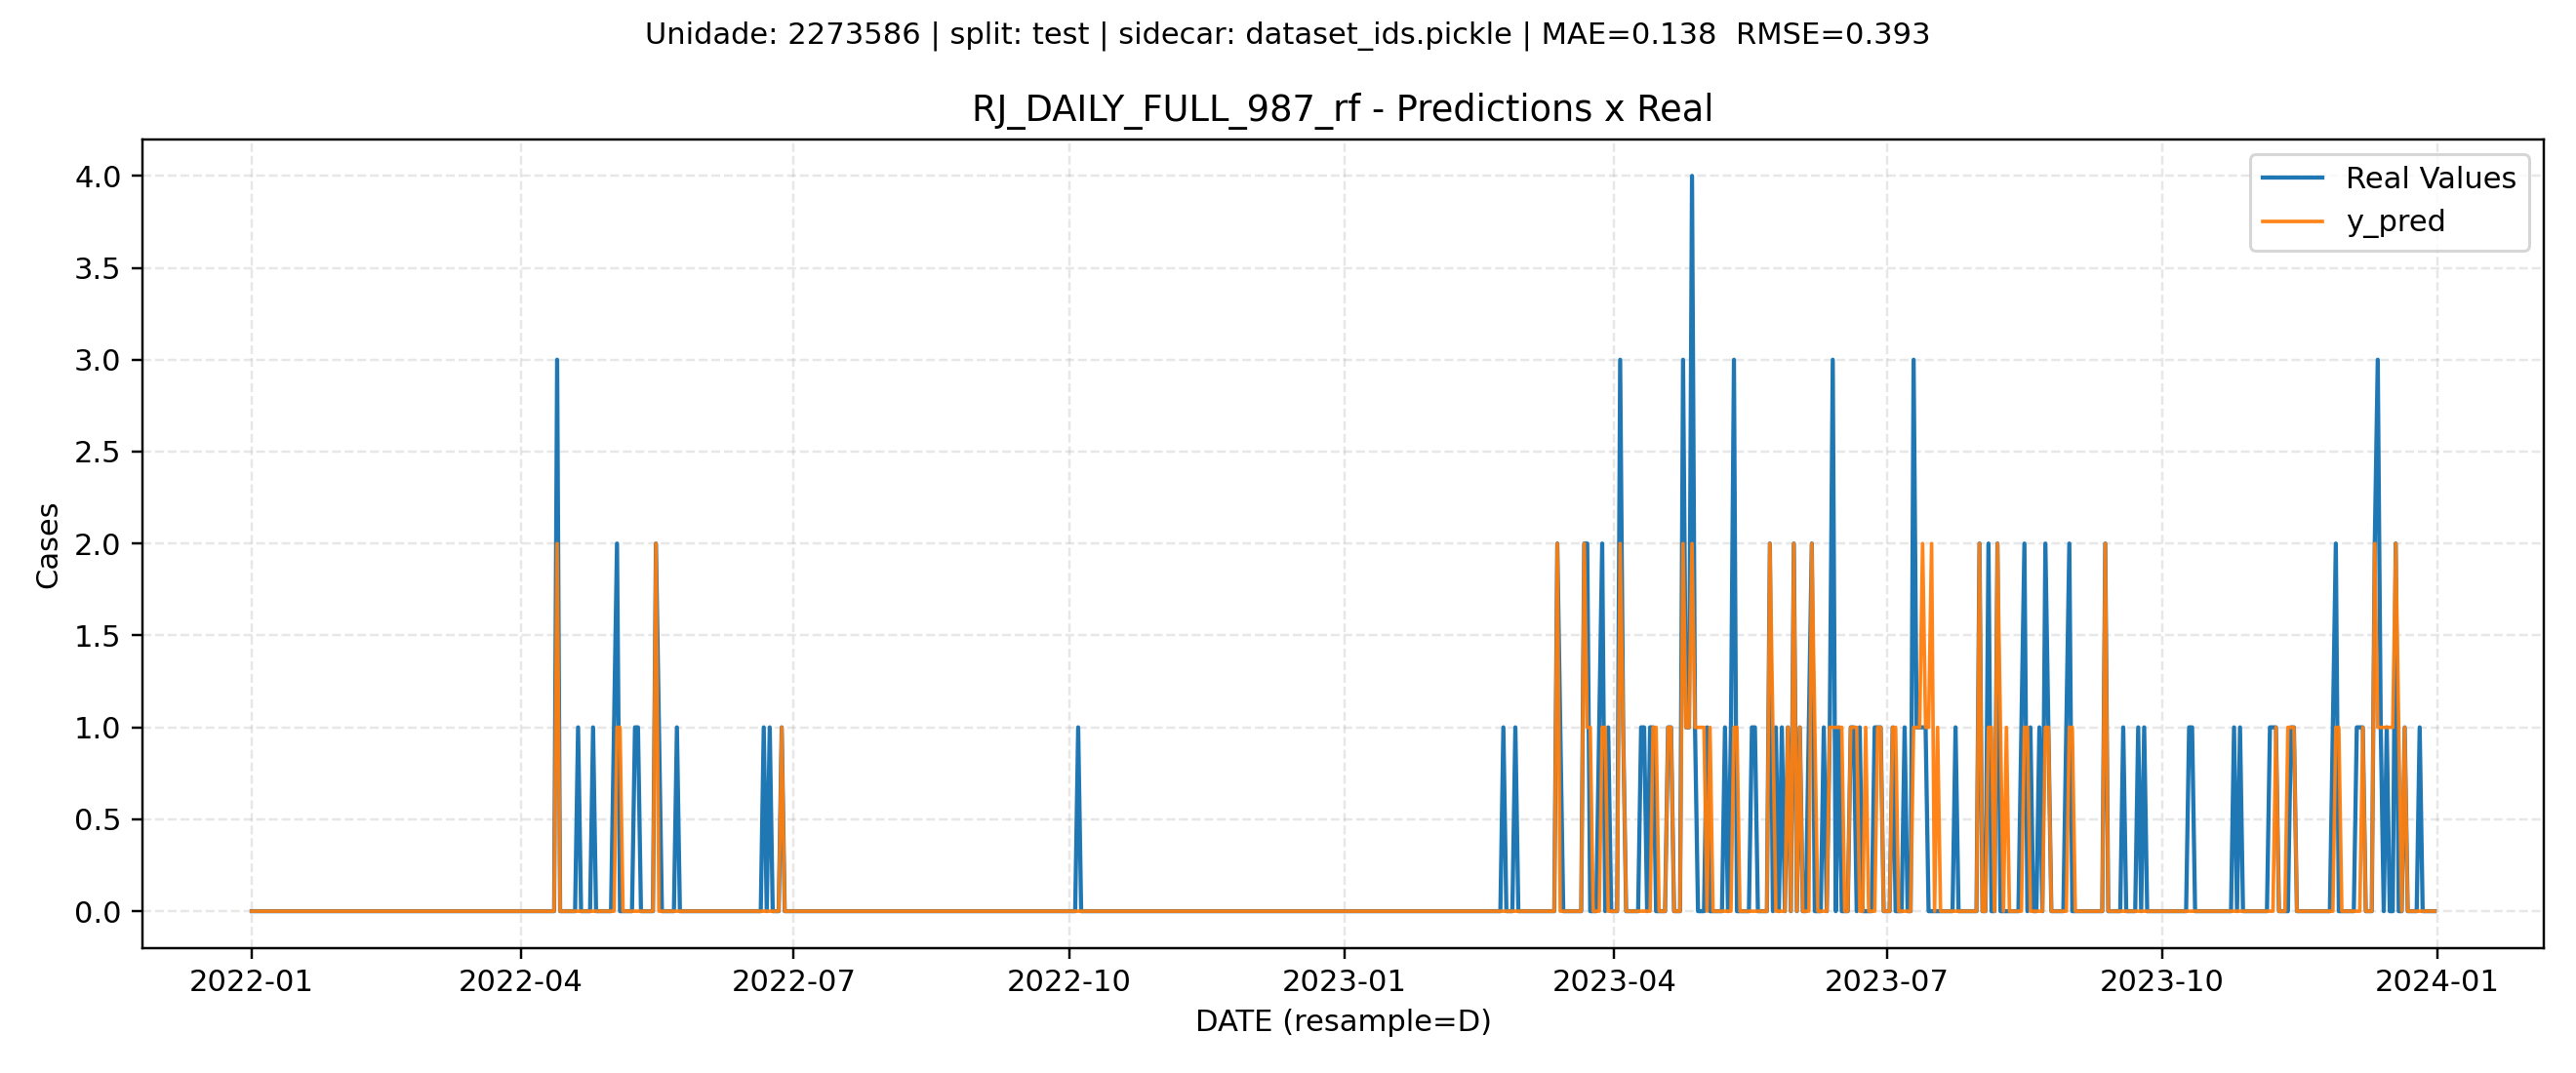 Unidade: 2273586 | split: test | sidecar: dataset_ids.pickle | MAE=0.138  RMSE=0.393
RJ_DAILY_FULL_987_rf - Predictions x Real
Real Values
y_pred
Cases
4.0
3.5
3.0
2.5
2.0
1.5
1.0
0.5
0.0
2022-01 2022-04 2022-07 2022-10 2023-01 2023-04 2023-07 2023-10 2024-01
DATE (resample=D)